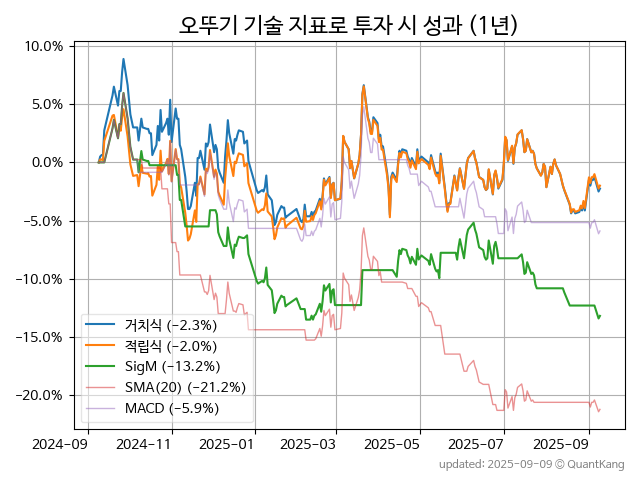 오뚜기 기술 지표로 투자 시 성과 (1년)
10.0%
5.0%
0.0%
−5.0%
−10.0%
−15.0%
−20.0%
거치식 (−2.3%)
적립식 (−2.0%)
SigM (−13.2%)
SMA(20) (−21.2%)
MACD (−5.9%)
2024-09 2024-11 2025-01 2025-03 2025-05 2025-07 2025-09
updated: 2025-09-09 © QuantKang